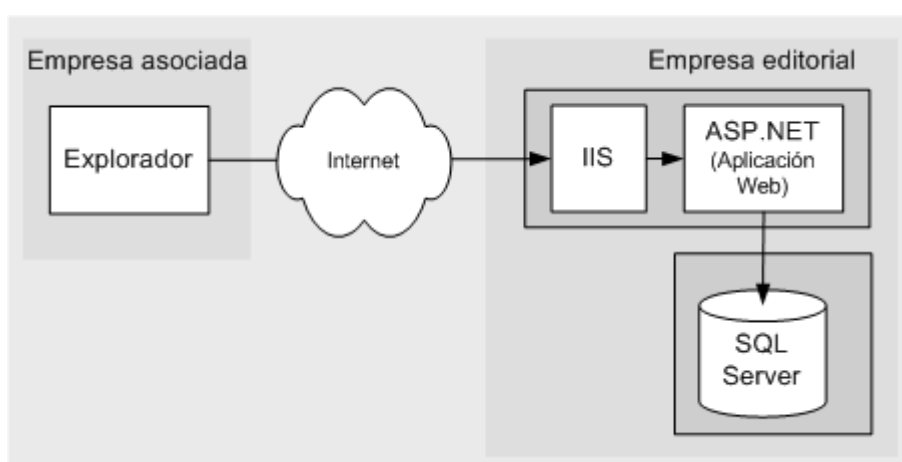 Empresa asociada
Empresa editorial
Explorador
Internet
IIS
ASP.NET
(Aplicación
Web)
SQL
Server